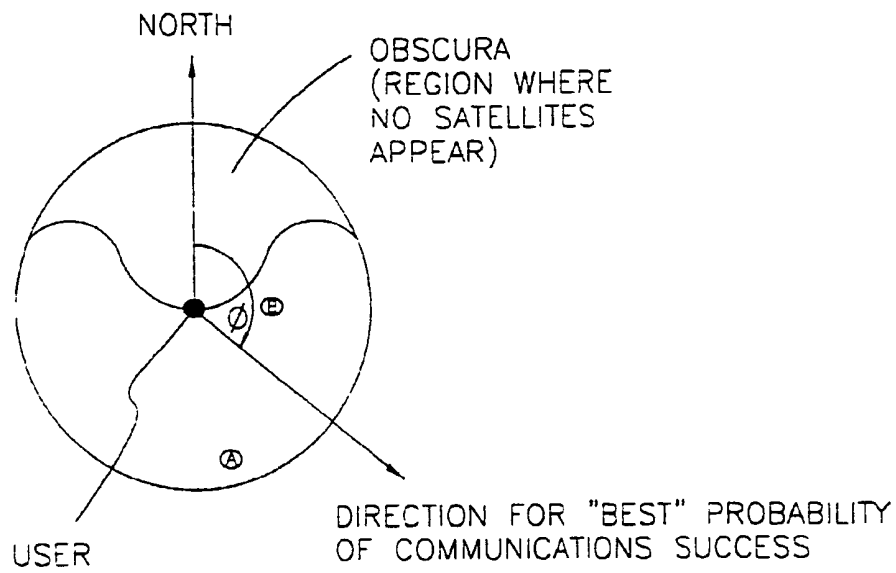 NORTH
OBSCURA
(REGION WHERE
NO SATELLITES
APPEAR)
Ø
E
A
DIRECTION FOR "BEST" PROBABILITY
OF COMMUNICATIONS SUCCESS
USER